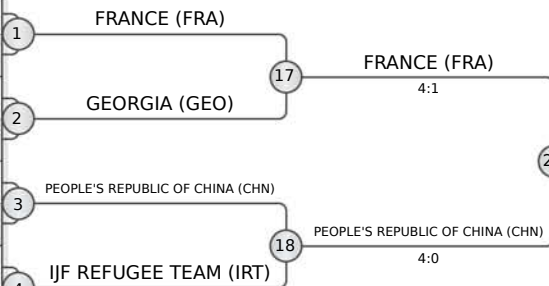 FRANCE (FRA)
1
17
FRANCE (FRA)
4:1
GEORGIA (GEO)
2
PEOPLE'S REPUBLIC OF CHINA (CHN)
3
18
PEOPLE'S REPUBLIC OF CHINA (CHN)
4:0
IJF REFUGEE TEAM (IRT)